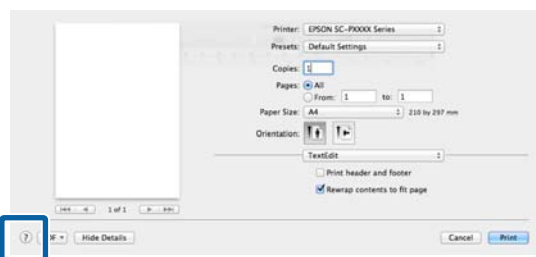 Printer: EPSON SC-PXXXX Series
Presets: Default Settings
Copies: 1
Pages: All
From: 1 to: 1
Paper Size: A4 210 by 297 mm
Orientation:
TextEdit
Print header and footer
Rewrap contents to fit page
1 of 1
? Hide Details Cancel Print